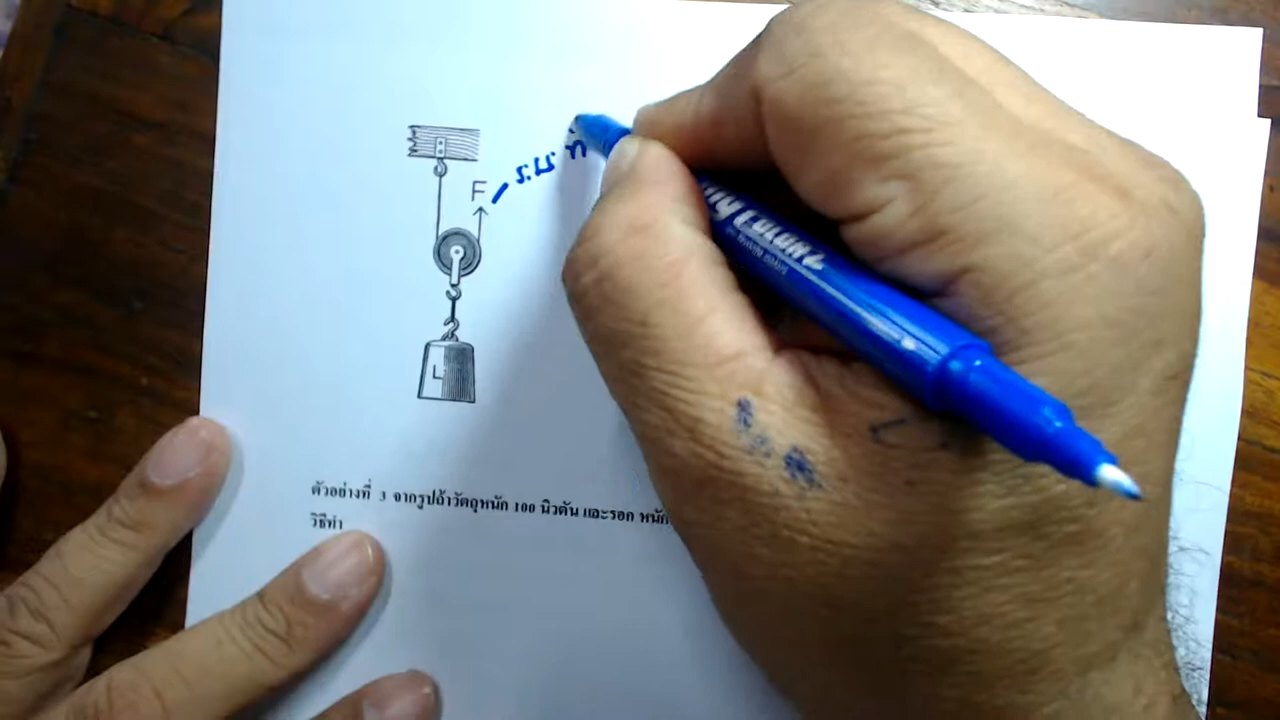 F
L
ตัวอย่างที่ 3 จากรูปถ้าวัตถุหนัก 100 นิวตัน และรอก หนัก
วิธีทำ